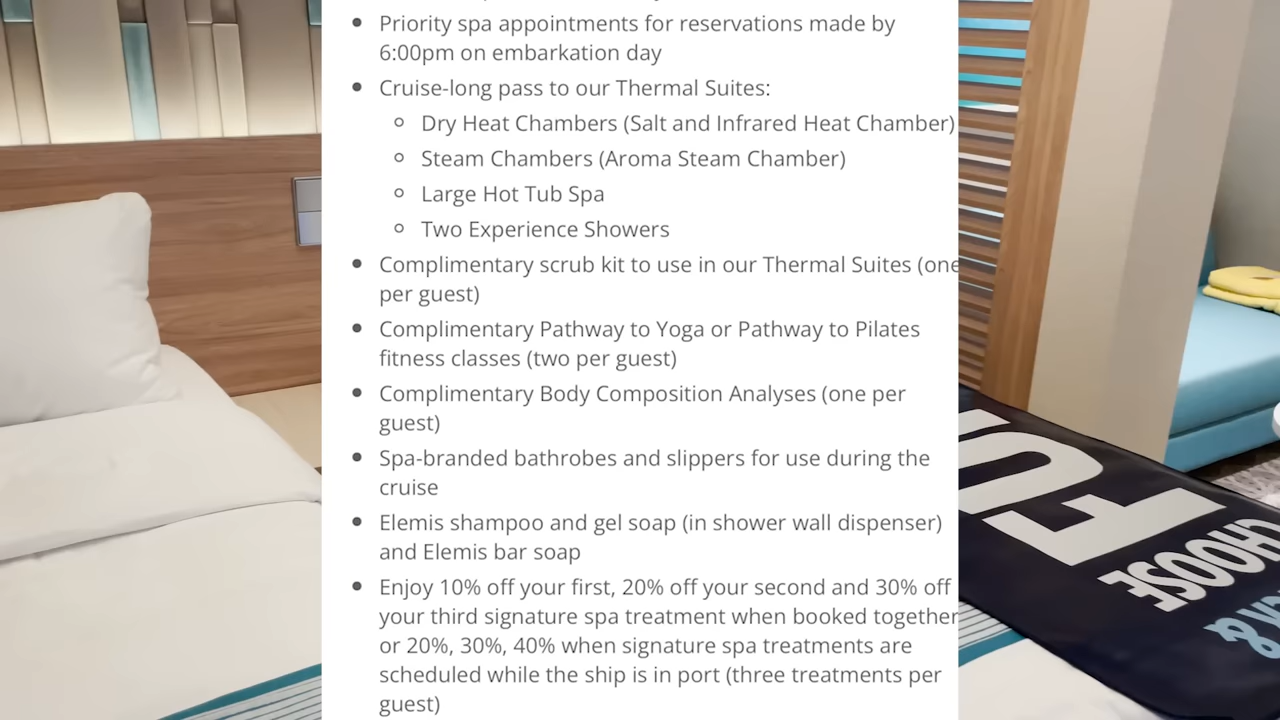 Priority spa appointments for reservations made by
6:00pm on embarkation day
Cruise-long pass to our Thermal Suites:
Dry Heat Chambers (Salt and Infrared Heat Chamber)
Steam Chambers (Aroma Steam Chamber)
Large Hot Tub Spa
Two Experience Showers
Complimentary scrub kit to use in our Thermal Suites (one
per guest)
Complimentary Pathway to Yoga or Pathway to Pilates
fitness classes (two per guest)
Complimentary Body Composition Analyses (one per
guest)
Spa-branded bathrobes and slippers for use during the
cruise
Elemis shampoo and gel soap (in shower wall dispenser)
and Elemis bar soap
Enjoy 10% off your first, 20% off your second and 30% off
your third signature spa treatment when booked together
or 20%, 30%, 40% when signature spa treatments are
scheduled while the ship is in port (three treatments per
guest)
CHOOSE